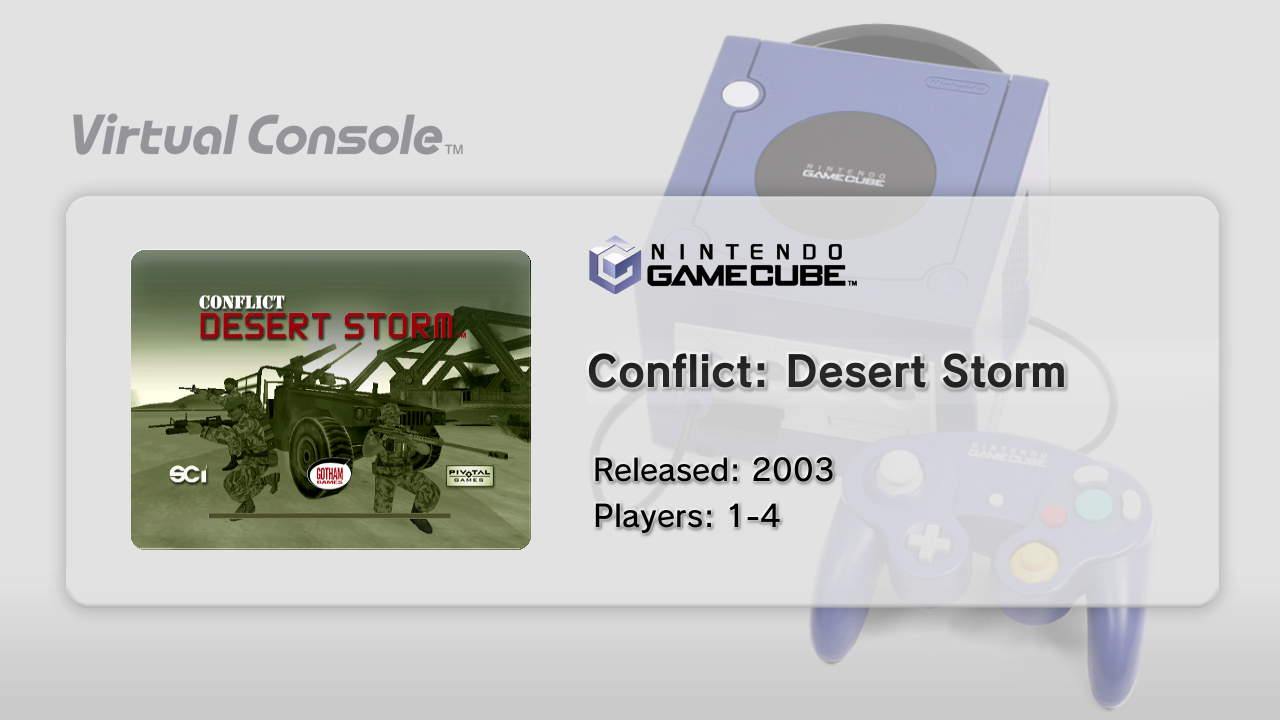 Virtual Console™
Nintendo
NINTENDO
GAMECUBE
NINTENDO
GAMECUBE™
CONFLICT
DESERT STORM™
Conflict: Desert Storm
SCi
GOTHAM
GAMES
PIVOTAL
GAMES
Released: 2003
Players: 1-4
NINTENDO
GAMECUBE